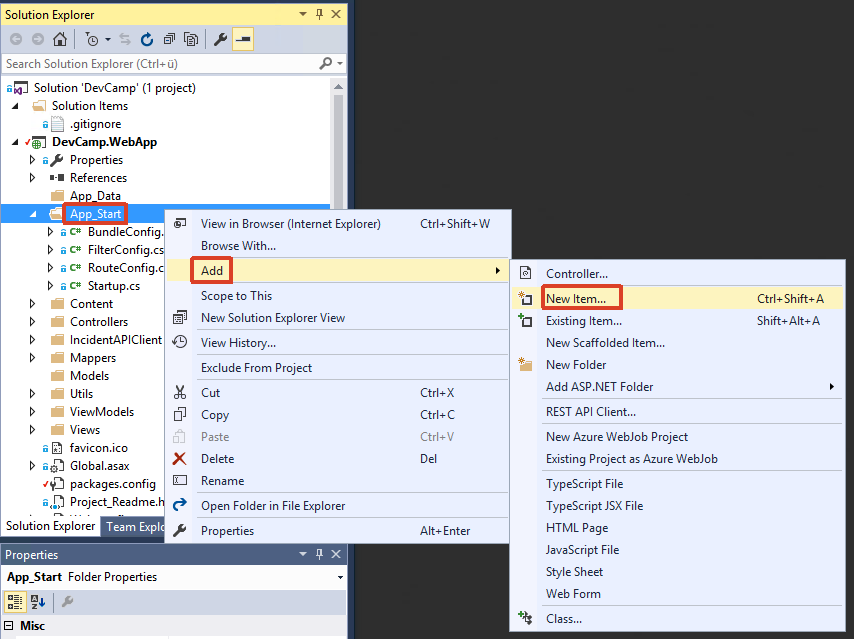 Solution Explorer
Search Solution Explorer (Ctrl+ü)
Solution 'DevCamp' (1 project)
Solution Items
.gitignore
DevCamp.WebApp
Properties
References
App_Data
App_Start
BundleConfig.
FilterConfig.cs
RouteConfig.c
Startup.cs
Content
Controllers
IncidentAPIClient
Mappers
Models
Utils
ViewModels
Views
favicon.ico
Global.asax
packages.config
Project_Readme.h
Solution Explorer
Team Explo
Properties
App_Start Folder Properties
Misc
View in Browser (Internet Explorer) Ctrl+Shift+W
Browse With...
Add
Scope to This
New Solution Explorer View
View History...
Exclude From Project
Cut Ctrl+X
Copy Ctrl+C
Paste Ctrl+V
Delete Del
Rename
Open Folder in File Explorer
Properties Alt+Enter
Controller...
New Item... Ctrl+Shift+A
Existing Item... Shift+Alt+A
New Scaffolded Item...
New Folder
Add ASP.NET Folder
REST API Client...
New Azure WebJob Project
Existing Project as Azure WebJob
TypeScript File
TypeScript JSX File
HTML Page
JavaScript File
Style Sheet
Web Form
Class...